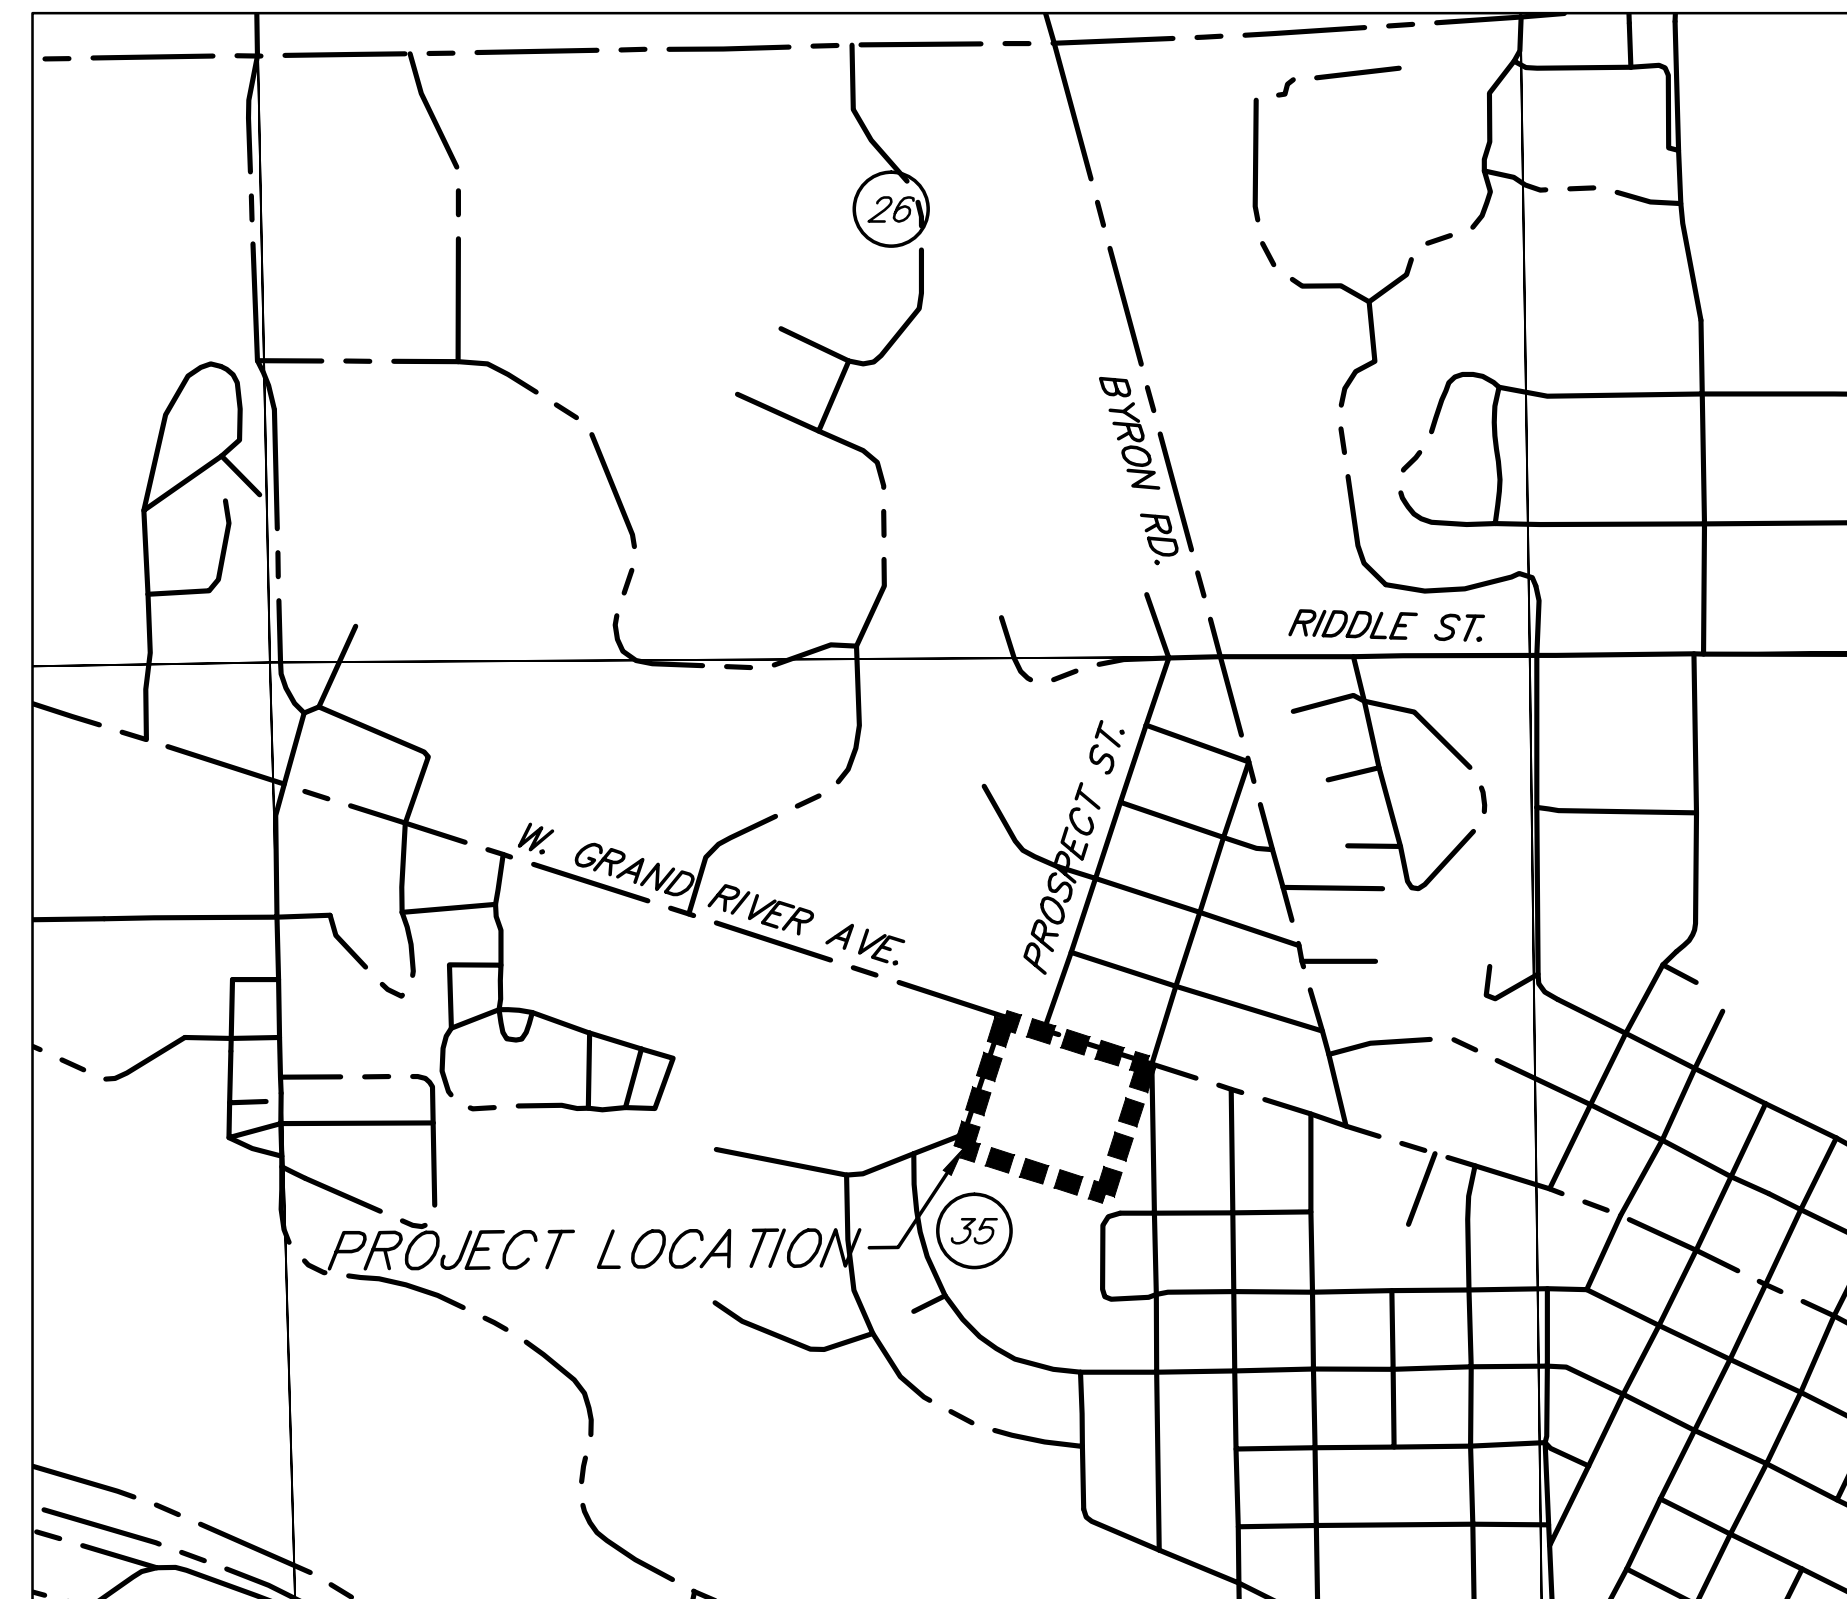 26
BYRON RD.
RIDDLE ST.
PROSPECT ST.
W. GRAND RIVER AVE.
PROJECT LOCATION
35